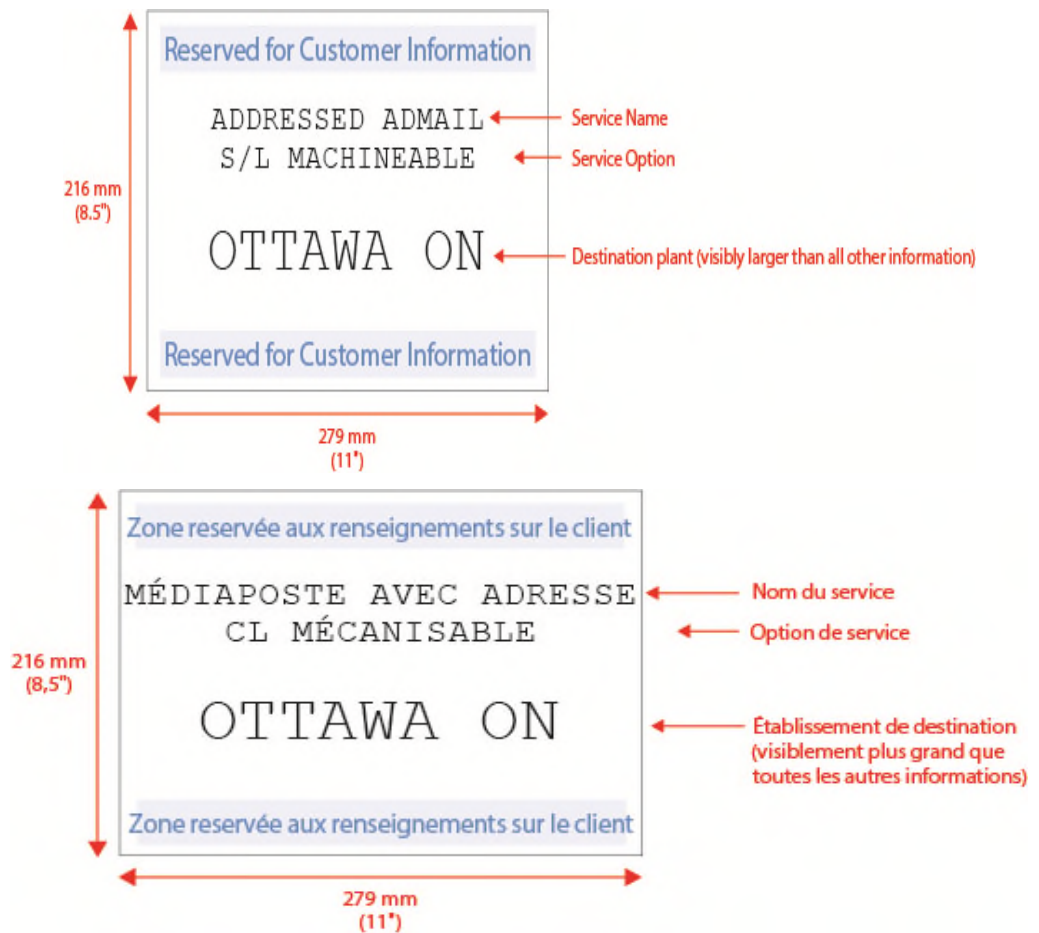 Reserved for Customer Information
ADDRESSED ADMAIL
Service Name
S/L MACHINEABLE
Service Option
216 mm
(8.5")
OTTAWA ON
Destination plant (visibly larger than all other information)
Reserved for Customer Information
279 mm
(11")
Zone reservée aux renseignements sur le client
MÉDIAPOSTE AVEC ADRESSE
Nom du service
CL MÉCANISABLE
Option de service
216 mm
(8,5")
OTTAWA ON
Établissement de destination
(visiblement plus grand que
toutes les autres informations)
Zone reservée aux renseignements sur le client
279 mm
(11")